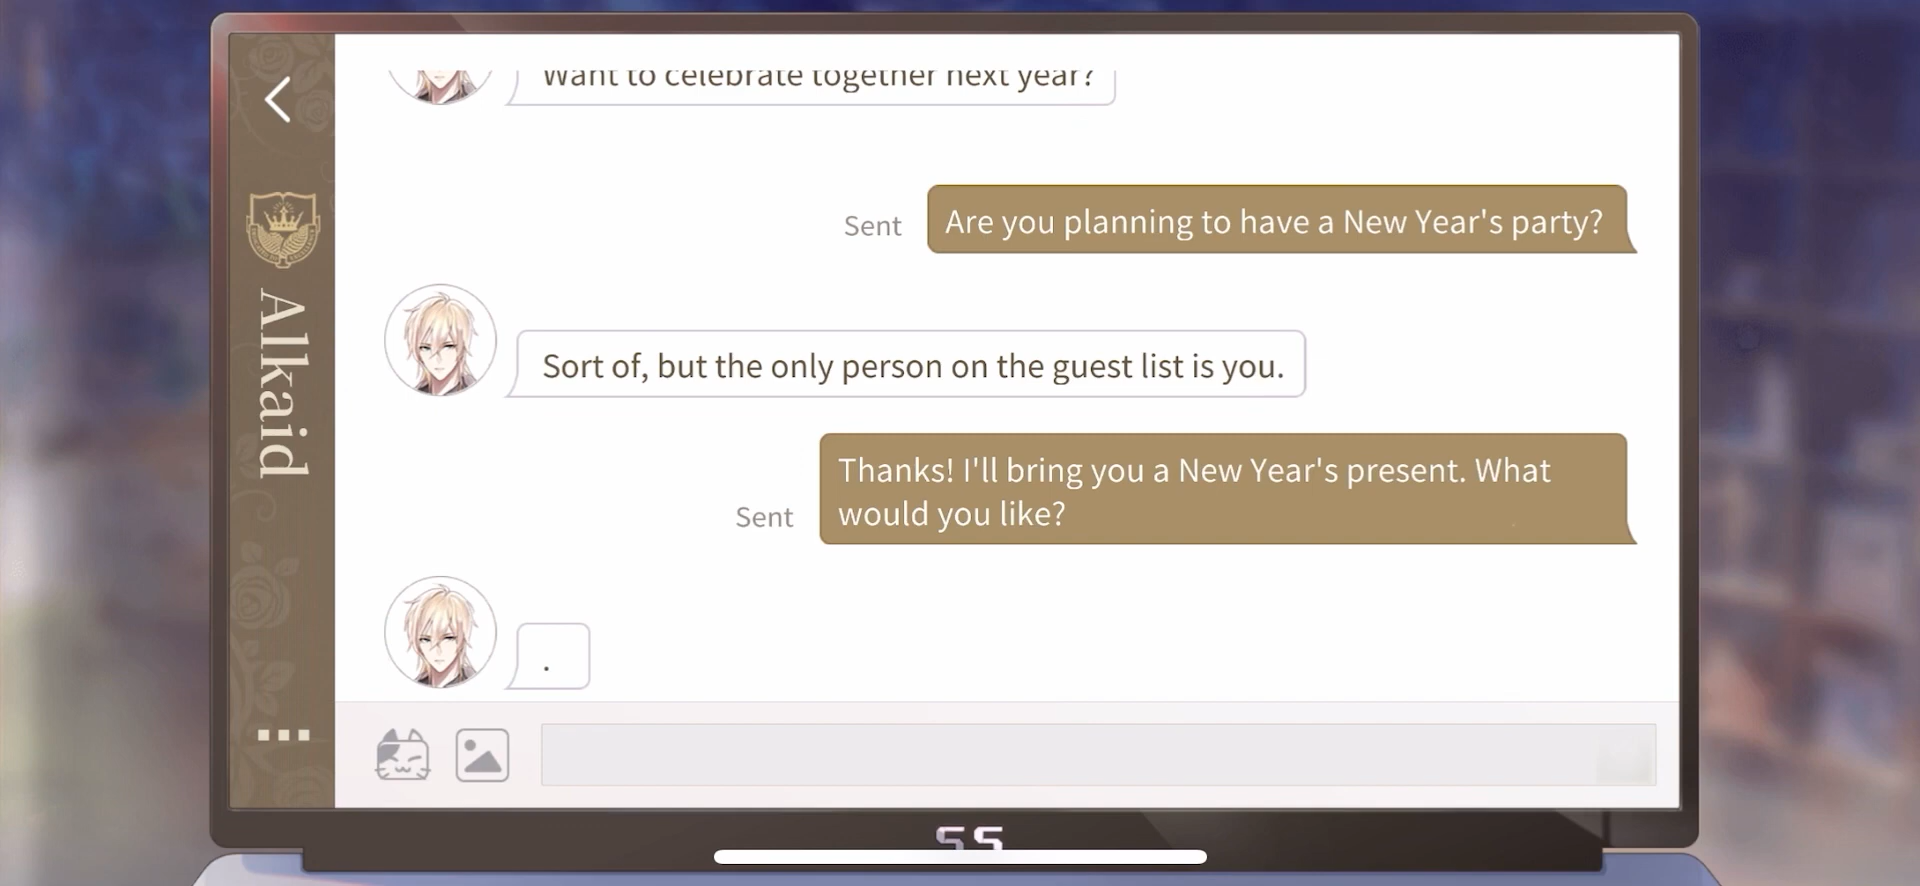 Want to celebrate together next year?
Sent
Are you planning to have a New Year's party?
Sort of, but the only person on the guest list is you.
Thanks! I'll bring you a New Year's present. What
would you like?
Sent
.
Alkaid
SS